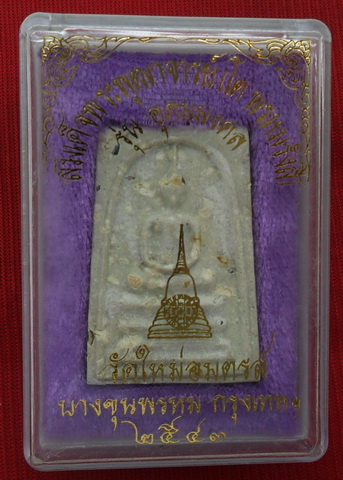 สมเด็จพระพุฒาจารย์(โต พรหมรังสี)
รุ่น อุดมมงคล
วัดใหม่อมตรส
บางขุนพรหม กรุงเทพฯ
๒๕๔๓